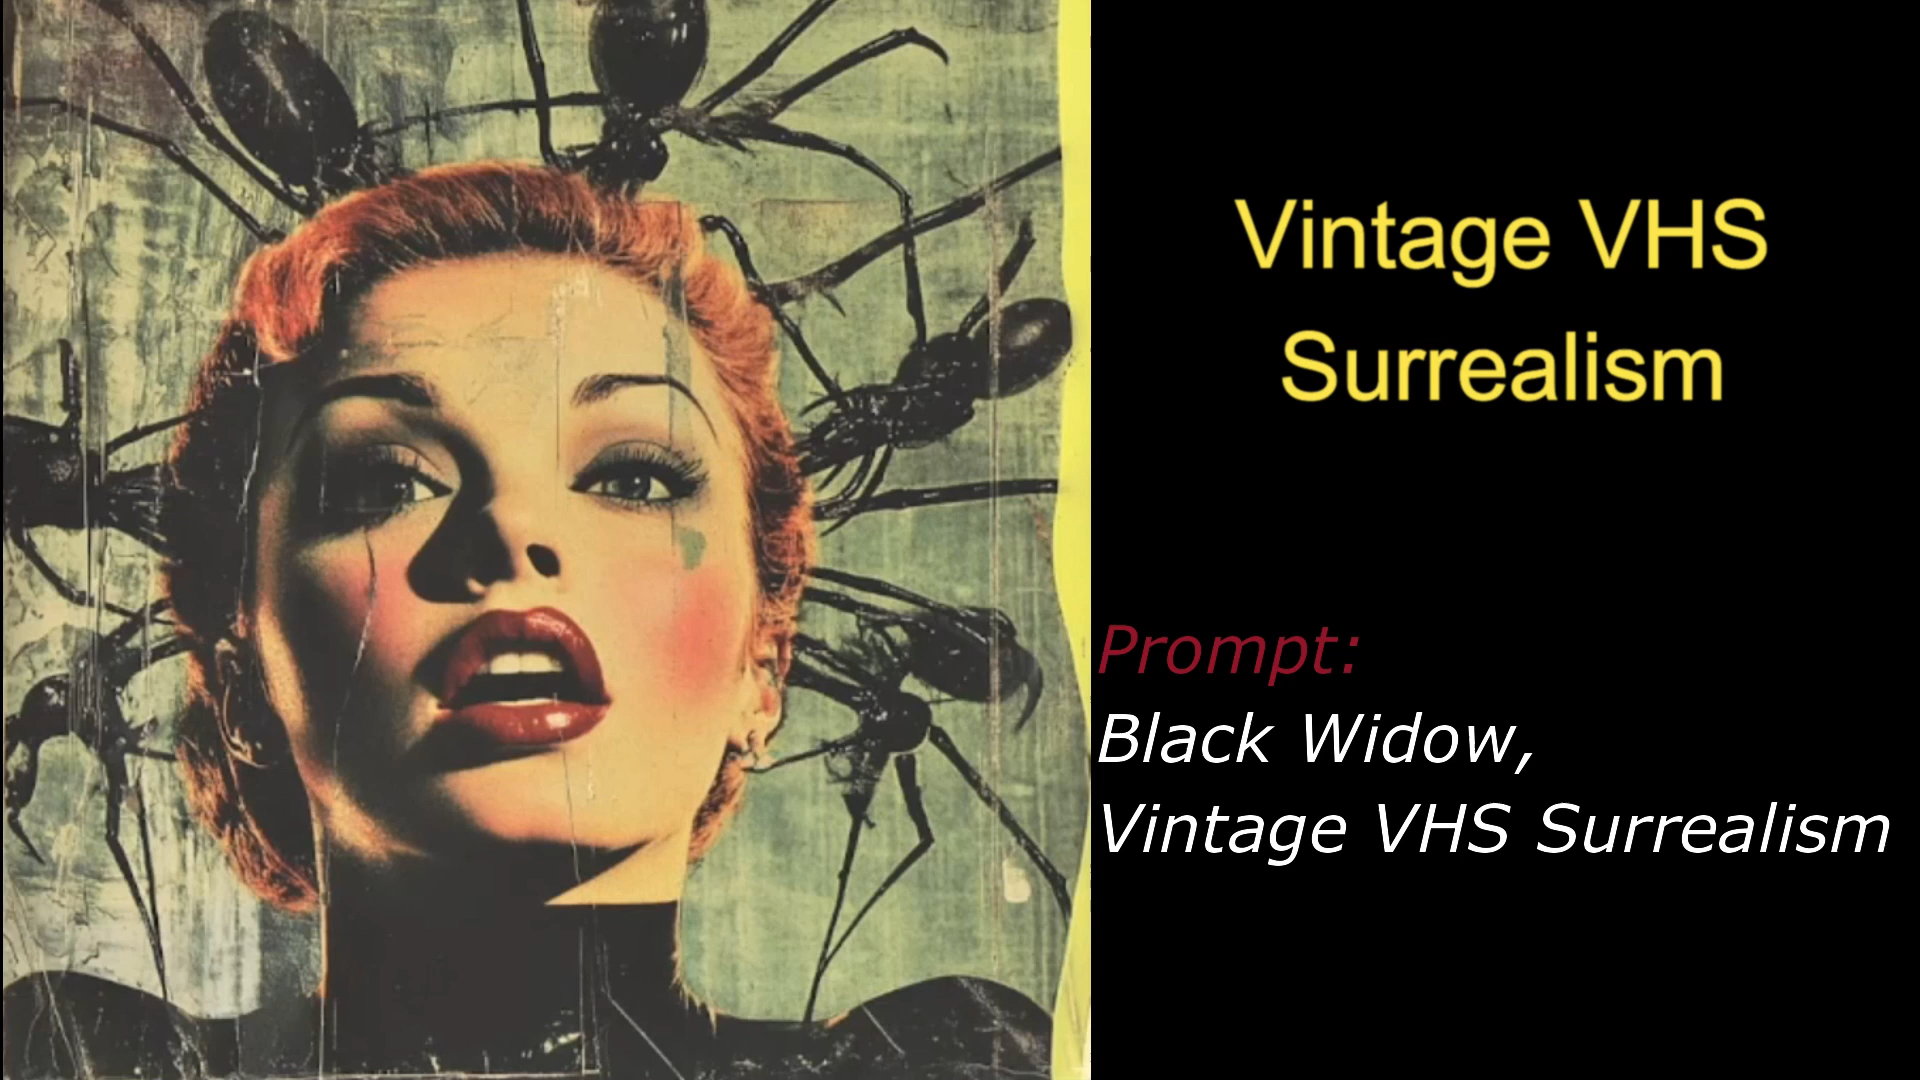 Vintage VHS
Surrealism
Prompt:
Black Widow,
Vintage VHS Surrealism